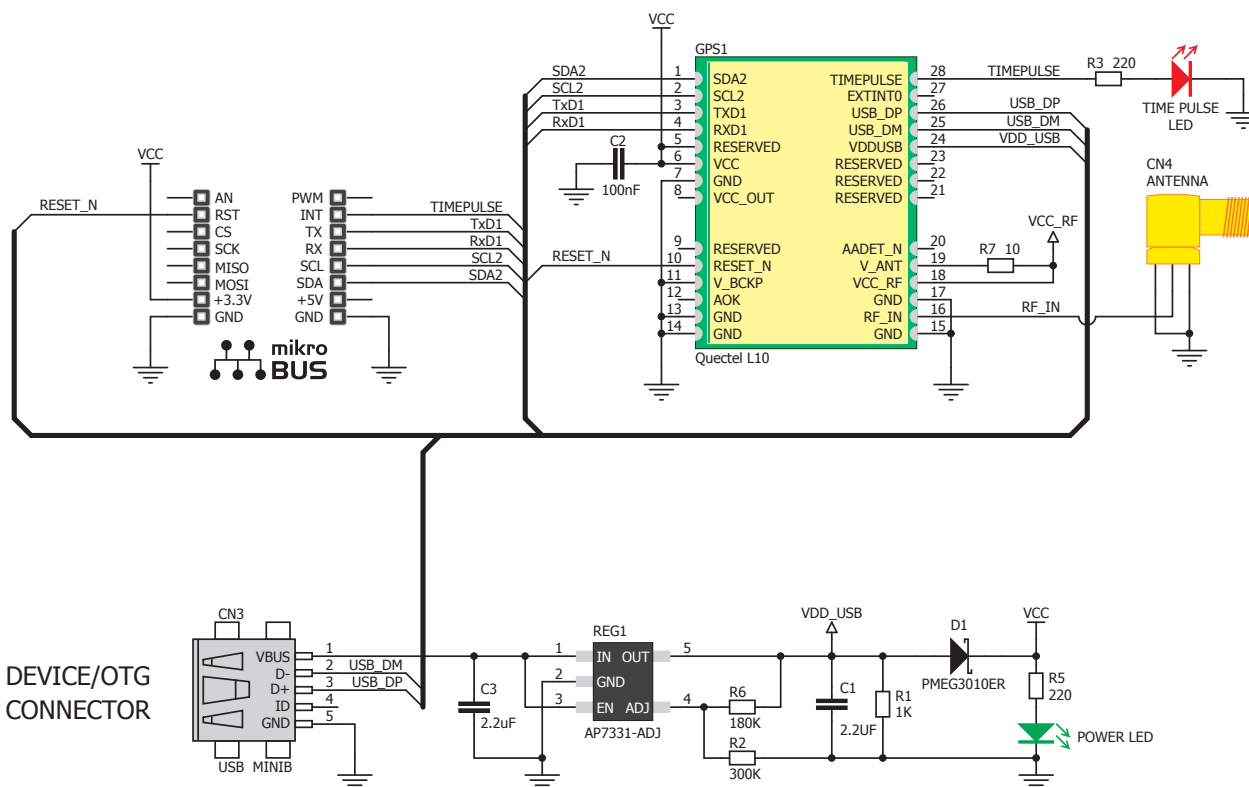 VCC
GPS1
SDA2
SCL2
TxD1
RxD1
1
2
3
4
5
6
7
8
9
10
11
12
13
14
SDA2
SCL2
TXD1
RXD1
RESERVED
VCC
GND
VCC_OUT
RESERVED
RESET_N
V_BCKP
AOK
GND
GND
TIMEPULSE
EXTINT0
USB_DP
USB_DM
VDDUSB
RESERVED
RESERVED
RESERVED
AADET_N
V_ANT
VCC_RF
GND
RF_IN
GND
28
27
26
25
24
23
22
21
20
19
18
17
16
15
Quectel L10
TIMEPULSE
USB_DP
USB_DM
VDD_USB
R3 220
TIME PULSE
LED
CN4
ANTENNA
VCC_RF
R7 10
RF_IN
C2
100nF
RESET_N
VCC
RESET_N
AN
RST
CS
SCK
MISO
MOSI
+3.3V
GND
PWM
INT
TX
RX
SCL
SDA
+5V
GND
TIMEPULSE
TxD1
RxD1
SCL2
SDA2
mikro
BUS
DEVICE/OTG
CONNECTOR
CN3
VBUS
D-
D+
ID
GND
1
2
3
4
5
USB_DM
USB_DP
USB MINIB
C3
2.2uF
REG1
1
2
3
IN OUT
GND
EN ADJ
5
4
AP7331-ADJ
R6
180K
R2
300K
VDD_USB
C1
2.2UF
R1
1K
D1
PMEG3010ER
VCC
R5
220
POWER LED